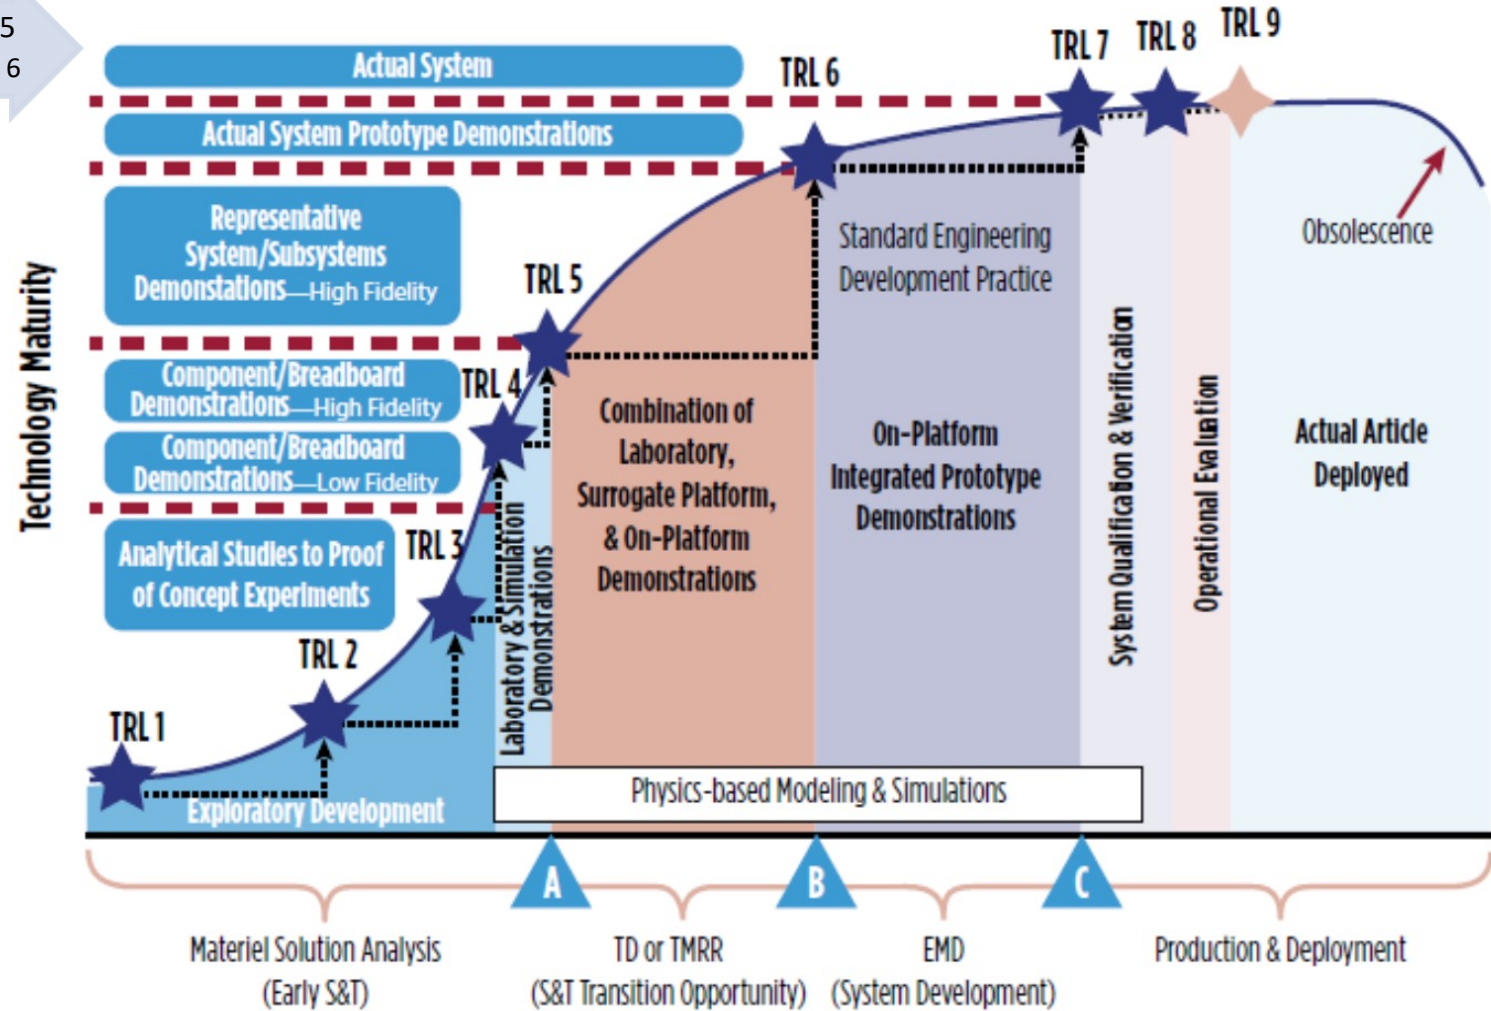 5
6
TRL 9
TRL 8
TRL 7
TRL 6
Actual System
Actual System Prototype Demonstrations
Representative
System/Subsystems
Demonstations—High Fidelity
Standard Engineering
Development Practice
Obsolescence
TRL 5
Component/Breadboard
Demonstrations—High Fidelity
TRL 4
Component/Breadboard
Demonstrations—Low Fidelity
Technology Maturity
Combination of
Laboratory,
Surrogate Platform,
& On-Platform
Demonstrations
On-Platform
Integrated Prototype
Demonstrations
System Qualification & Verification
Operational Evaluation
Actual Article
Deployed
Analytical Studies to Proof
of Concept Experiments
TRL 3
Laboratory & Simulation
Demonstrations
TRL 2
TRL 1
Exploratory Development
Physics-based Modeling & Simulations
A
B
C
Materiel Solution Analysis
(Early S&T)
TD or TMRR
(S&T Transition Opportunity)
EMD
(System Development)
Production & Deployment